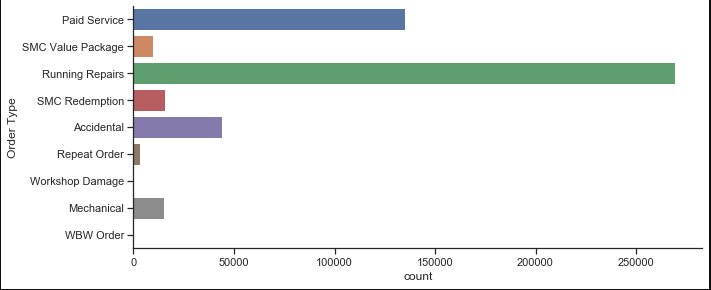 Paid Service
SMC Value Package
Running Repairs
SMC Redemption
Accidental
Repeat Order
Workshop Damage
Mechanical
WBW Order
Order Type
0 50000 100000 150000 200000 250000
count